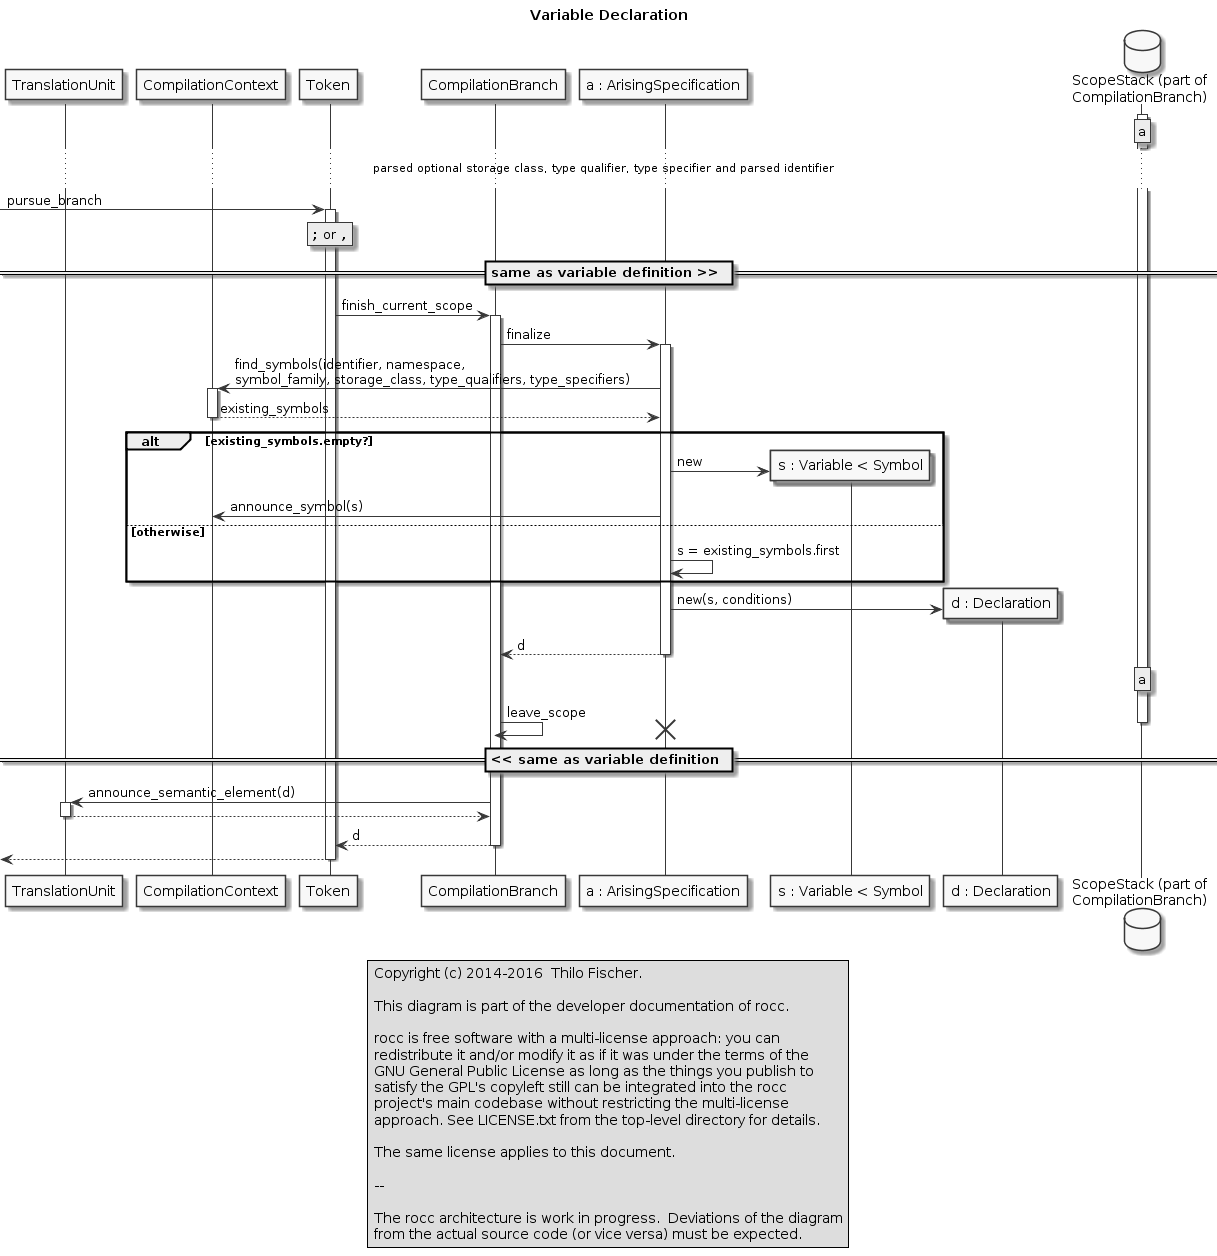 Variable Declaration
ScopeStack (part of
CompilationBranch)
TranslationUnit
CompilationContext
Token
CompilationBranch
a : ArisingSpecification
a
parsed optional storage class, type qualifier, type specifier and parsed identifier
pursue_branch
; or ,
same as variable definition >>
finish_current_scope
finalize
find_symbols(identifier, namespace,
symbol_family, storage_class, type_qualifiers, type_specifiers)
existing_symbols
alt
[existing_symbols.empty?]
new
s : Variable < Symbol
announce_symbol(s)
[otherwise]
s = existing_symbols.first
new(s, conditions)
d : Declaration
d
a
leave_scope
<< same as variable definition
announce_semantic_element(d)
d
TranslationUnit
CompilationContext
Token
CompilationBranch
a : ArisingSpecification
s : Variable < Symbol
d : Declaration
ScopeStack (part of
CompilationBranch)
Copyright (c) 2014-2016  Thilo Fischer.
This diagram is part of the developer documentation of rocc.
rocc is free software with a multi-license approach: you can
redistribute it and/or modify it as if it was under the terms of the
GNU General Public License as long as the things you publish to
satisfy the GPL's copyleft still can be integrated into the rocc
project's main codebase without restricting the multi-license
approach. See LICENSE.txt from the top-level directory for details.
The same license applies to this document.
--
The rocc architecture is work in progress.  Deviations of the diagram
from the actual source code (or vice versa) must be expected.